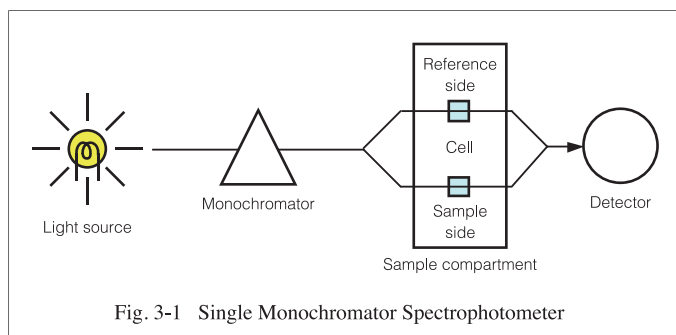 Reference
side
Cell
Monochromator
Sample
side
Detector
Light source
Sample compartment
Fig. 3-1 Single Monochromator Spectrophotometer